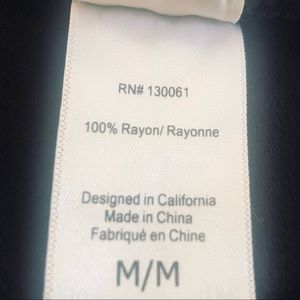 RN# 130061
100% Rayon/ Rayonne
Designed in California
Made in China
Fabriqué en Chine
M/M